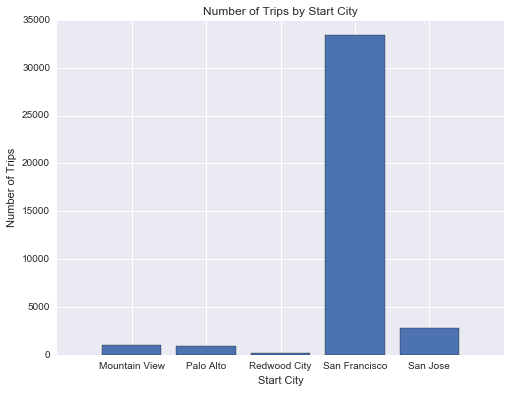 Number of Trips by Start City
35000
30000
25000
20000
15000
10000
5000
0
Number of Trips
Mountain View Palo Alto Redwood City San Francisco San Jose
Start City